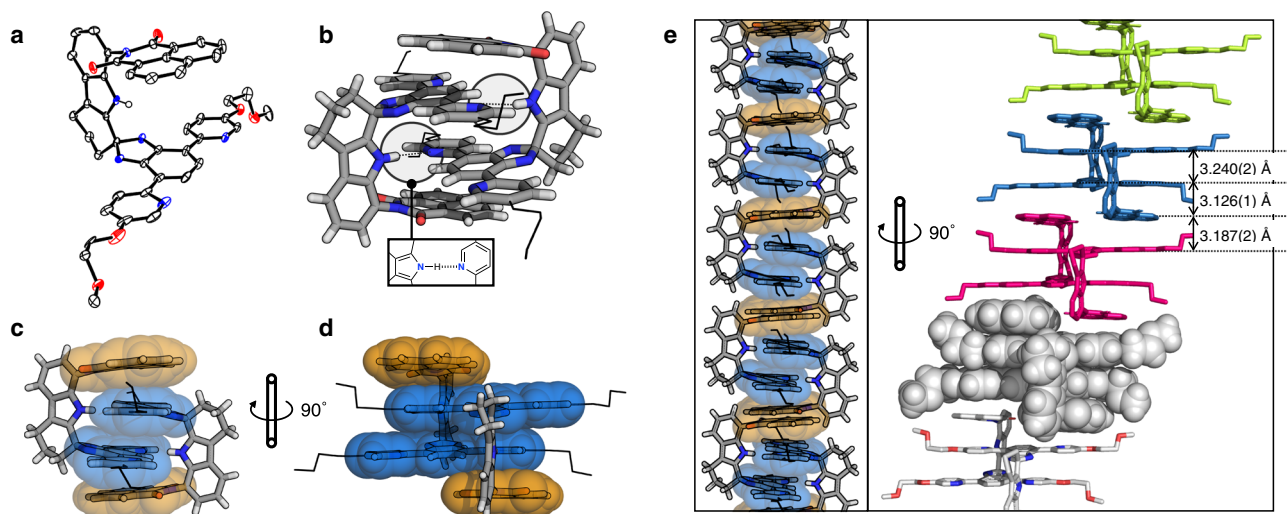 a
b
N
H
N
c
90°
d
e
90°
3.240(2) Å
3.126(1) Å
3.187(2) Å